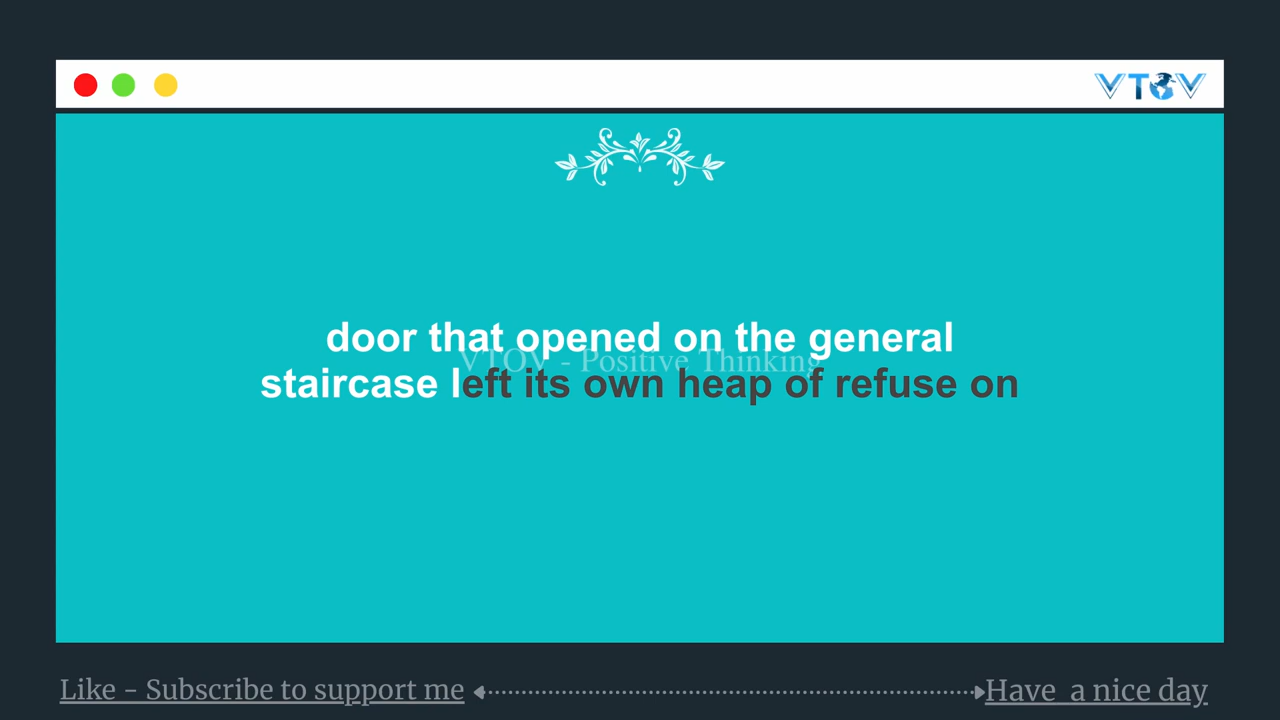 VTOV
door that opened on the general
VTOV - Positive Thinking
staircase left its own heap of refuse on
Like - Subscribe to support me
Have a nice day